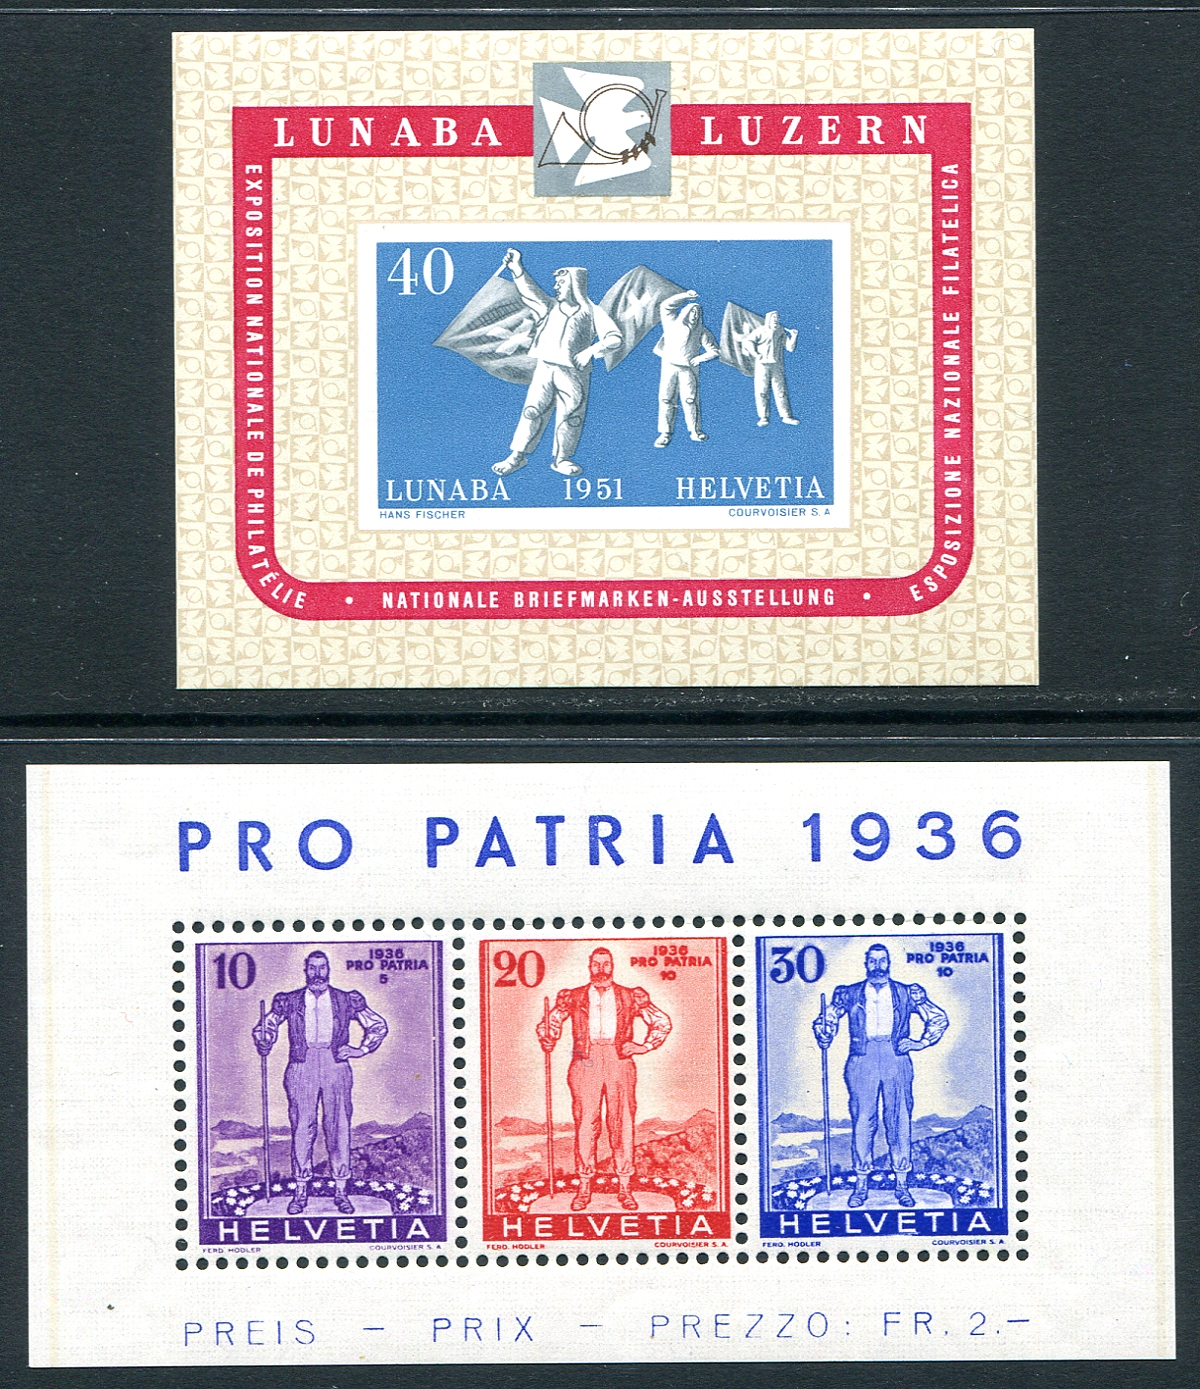 LUNABA LUZERN
EXPOSITION NATIONALE DE PHILATÉLIE • NATIONALE BRIEFMARKEN-AUSSTELLUNG • ESPOSIZIONE NAZIONALE FILATELICA
40
LUNABA 1951 HELVETIA
HANS FISCHER COURVOISIER S. A
PRO PATRIA 1936
10 1936
PRO PATRIA
5
HELVETIA
FERD. HODLER COURVOISIER S. A.
20 1936
PRO PATRIA
10
HELVETIA
FERD. HODLER COURVOISIER S. A.
30 1936
PRO PATRIA
10
HELVETIA
FERD. HODLER COURVOISIER S. A.
PREIS – PRIX – PREZZO: FR. 2.–